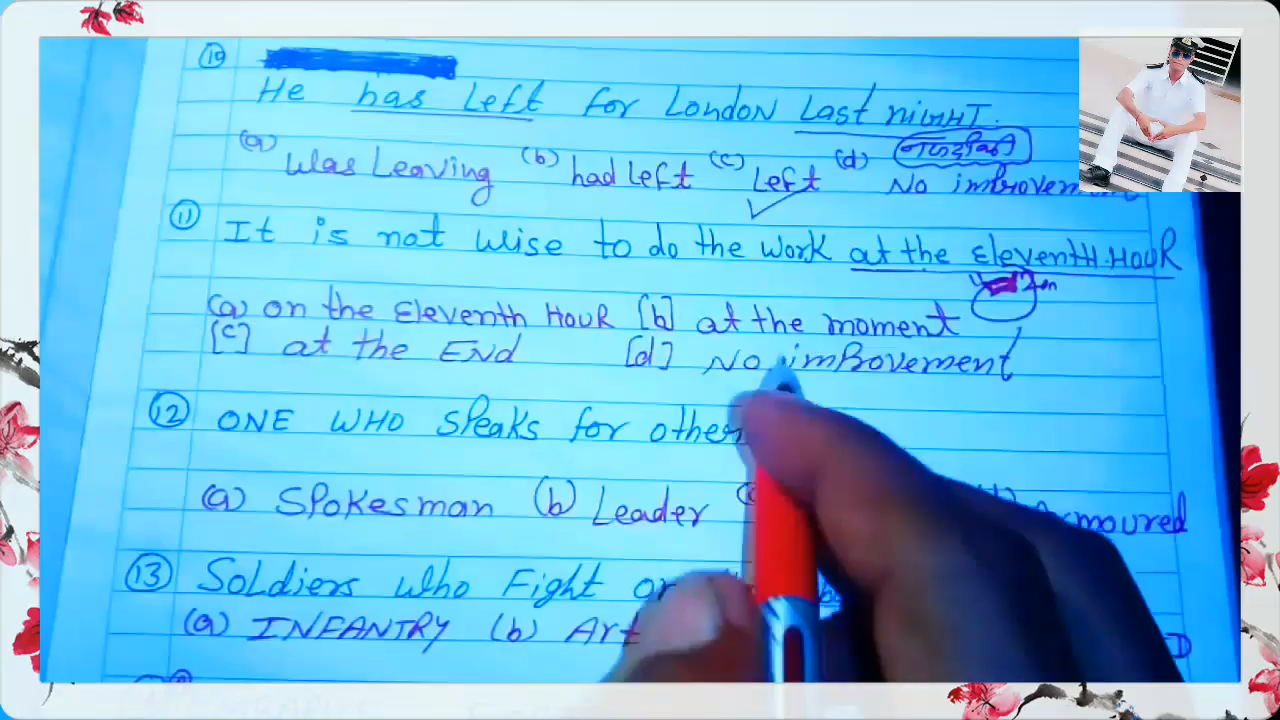 ⑩
He has left for London Last night.
(a) Was Leaving (b) had left (c) Left (d) No improvement
⑪ It is not wise to do the work at the Eleventh Hour
(a) on the Eleventh Hour [b] at the moment
[c] at the END [d] No improvement
⑫ ONE WHO speaks for other
(a) Spokesman (b) Leader
⑬ Soldiers who Fight on
(a) INFANTRY (b)